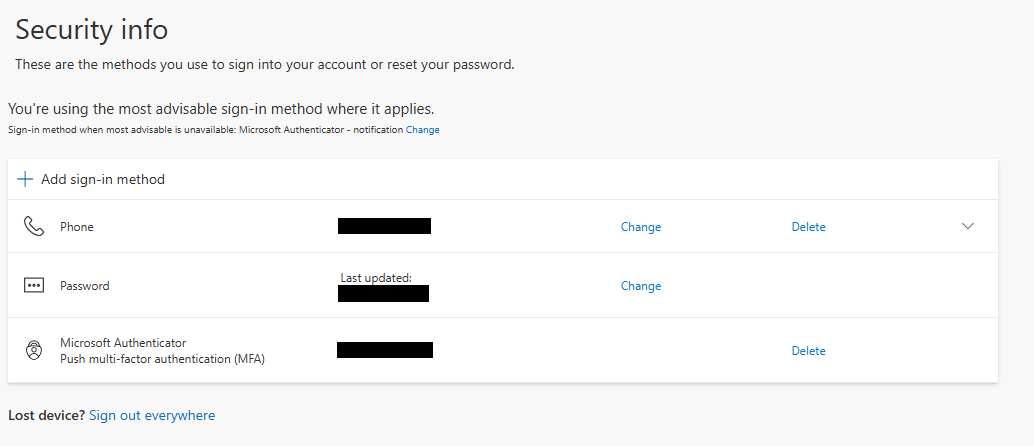 Security info
These are the methods you use to sign into your account or reset your password.
You're using the most advisable sign-in method where it applies.
Sign-in method when most advisable is unavailable: Microsoft Authenticator - notification Change
Add sign-in method
Phone Change Delete
Last updated:
Password Change
Microsoft Authenticator
Push multi-factor authentication (MFA) Delete
Lost device? Sign out everywhere